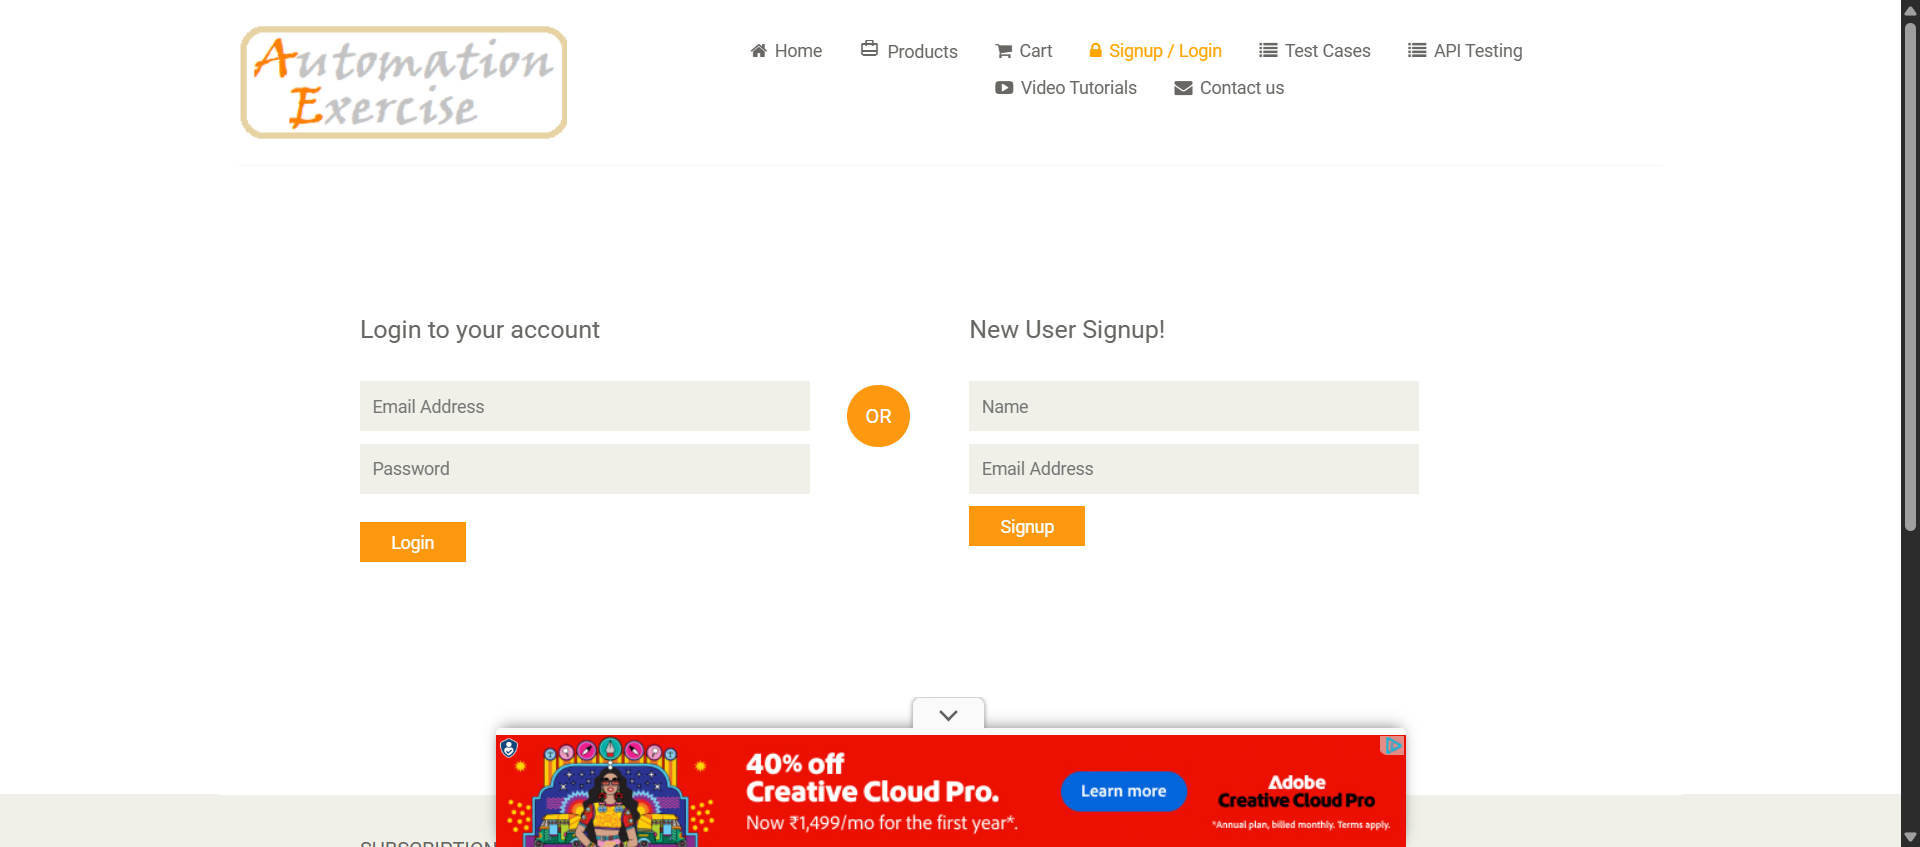 Automation
Exercise
Home
Products
Cart
Signup / Login
Test Cases
API Testing
Video Tutorials
Contact us
Login to your account
Email Address
Password
Login
OR
New User Signup!
Name
Email Address
Signup
40% off
Creative Cloud Pro.
Now ₹1,499/mo for the first year*.
Learn more
Adobe
Creative Cloud Pro
*Annual plan, billed monthly. Terms apply.
SUBSCRIPTION